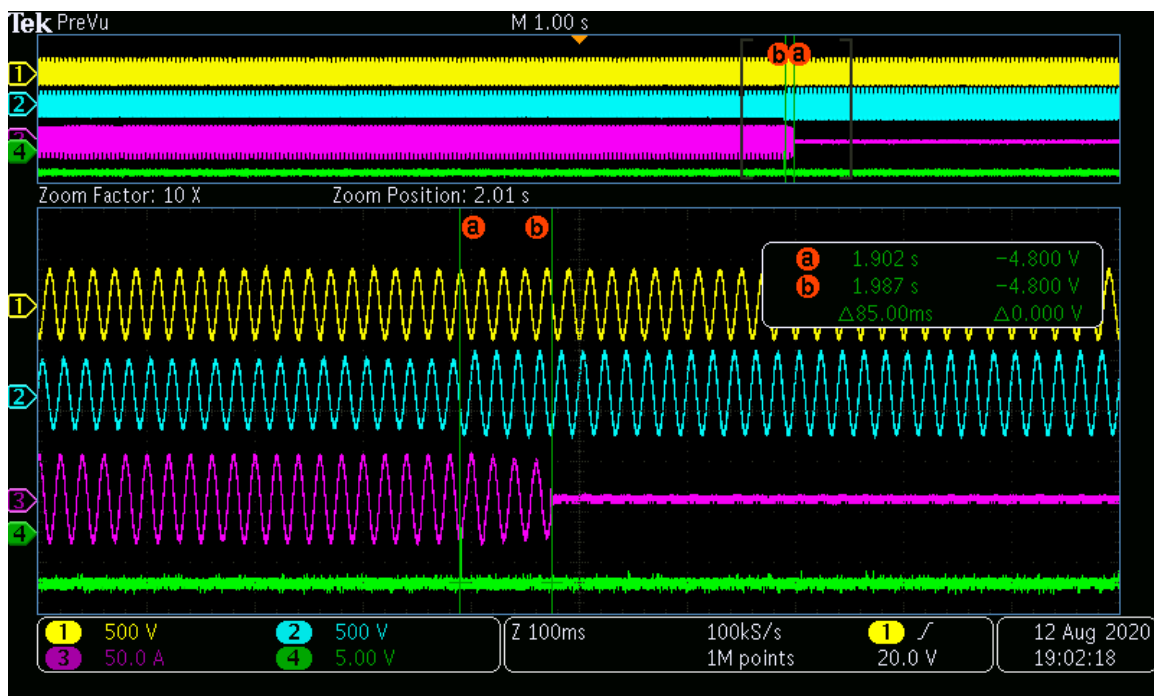 Tek PreVu M 1.00 s
b a
1
2
3
4
Zoom Factor: 10 X Zoom Position: 2.01 s
a b
a 1.902 s −4.800 V
b 1.987 s −4.800 V
△85.00ms △0.000 V
1
2
3
4
1 500 V 2 500 V Z 100ms 100kS/s 1 12 Aug 2020
3 50.0 A 4 5.00 V 1M points 20.0 V 19:02:18